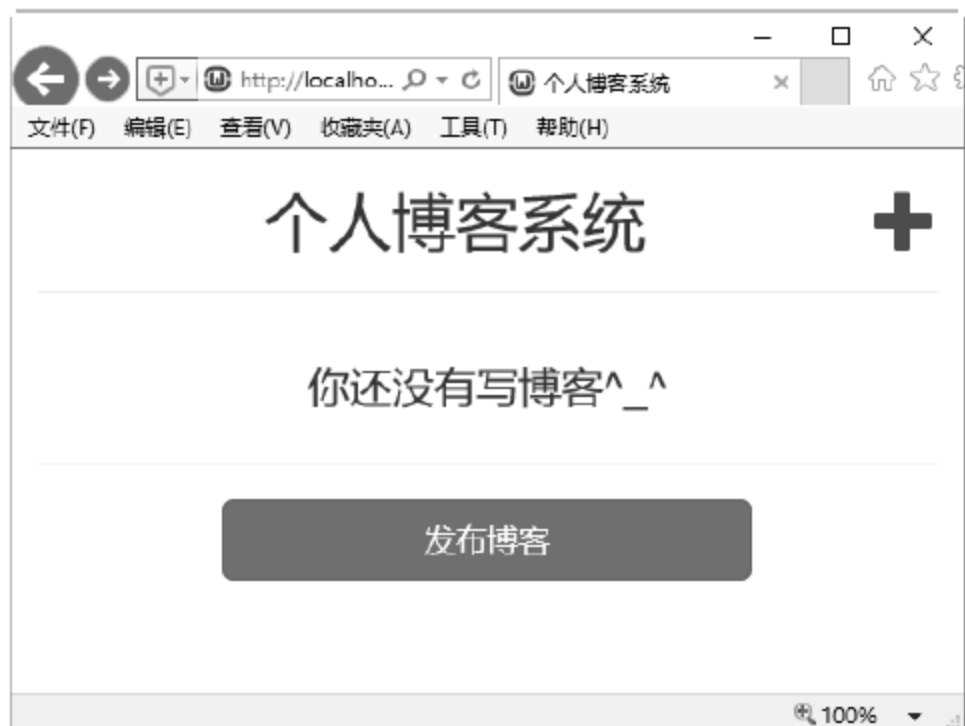 http://localho... 个人博客系统
文件(F) 编辑(E) 查看(V) 收藏夹(A) 工具(T) 帮助(H)
个人博客系统
你还没有写博客^_^
发布博客
100%